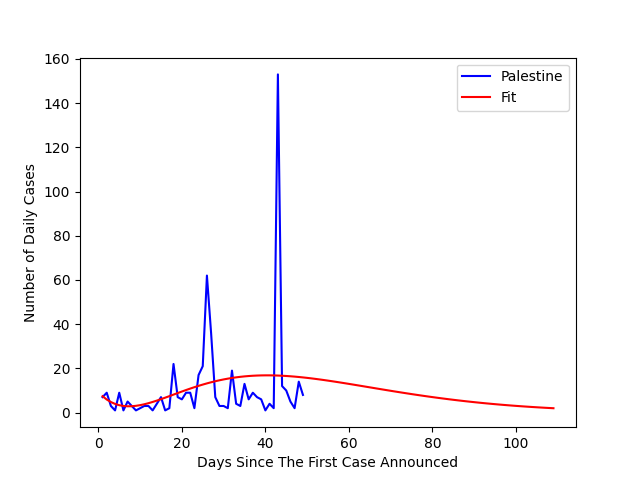 Palestine
Fit
160
140
120
100
80
60
40
20
0
Number of Daily Cases
0 20 40 60 80 100
Days Since The First Case Announced